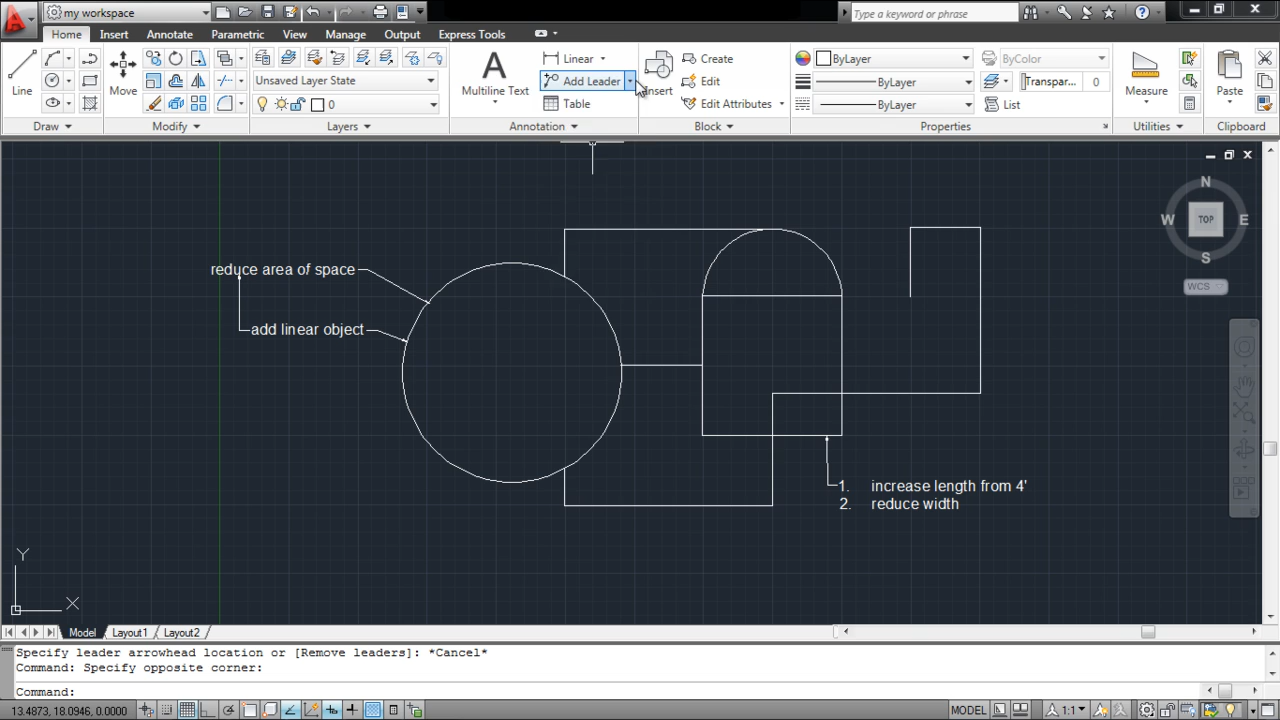 my workspace
Type a keyword or phrase
Home Insert Annotate Parametric View Manage Output Express Tools
Line
Move
Unsaved Layer State
0
Multiline Text
Linear
Add Leader
Table
Insert
Create
Edit
Edit Attributes
ByLayer
ByLayer
ByLayer
ByColor
Transpar... 0
List
Measure
Paste
Draw Modify Layers Annotation Block Properties Utilities Clipboard
N
W TOP E
S
WCS
reduce area of space
add linear object
1. increase length from 4'
2. reduce width
Y
X
Model Layout1 Layout2
Specify leader arrowhead location or [Remove leaders]: *Cancel*
Command: Specify opposite corner:
Command:
13.4873, 18.0946, 0.0000
MODEL
1:1